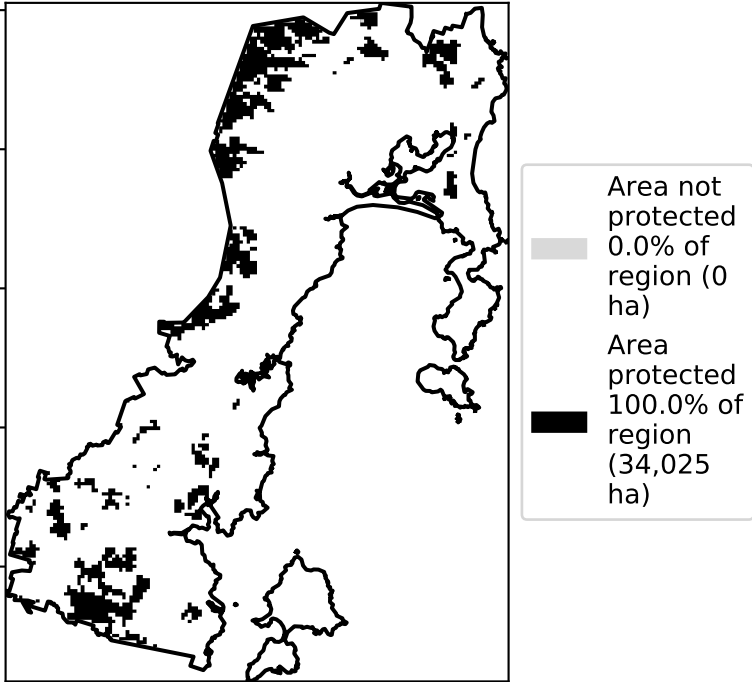 Area not
protected
0.0% of
region (0
ha)
Area
protected
100.0% of
region
(34,025
ha)